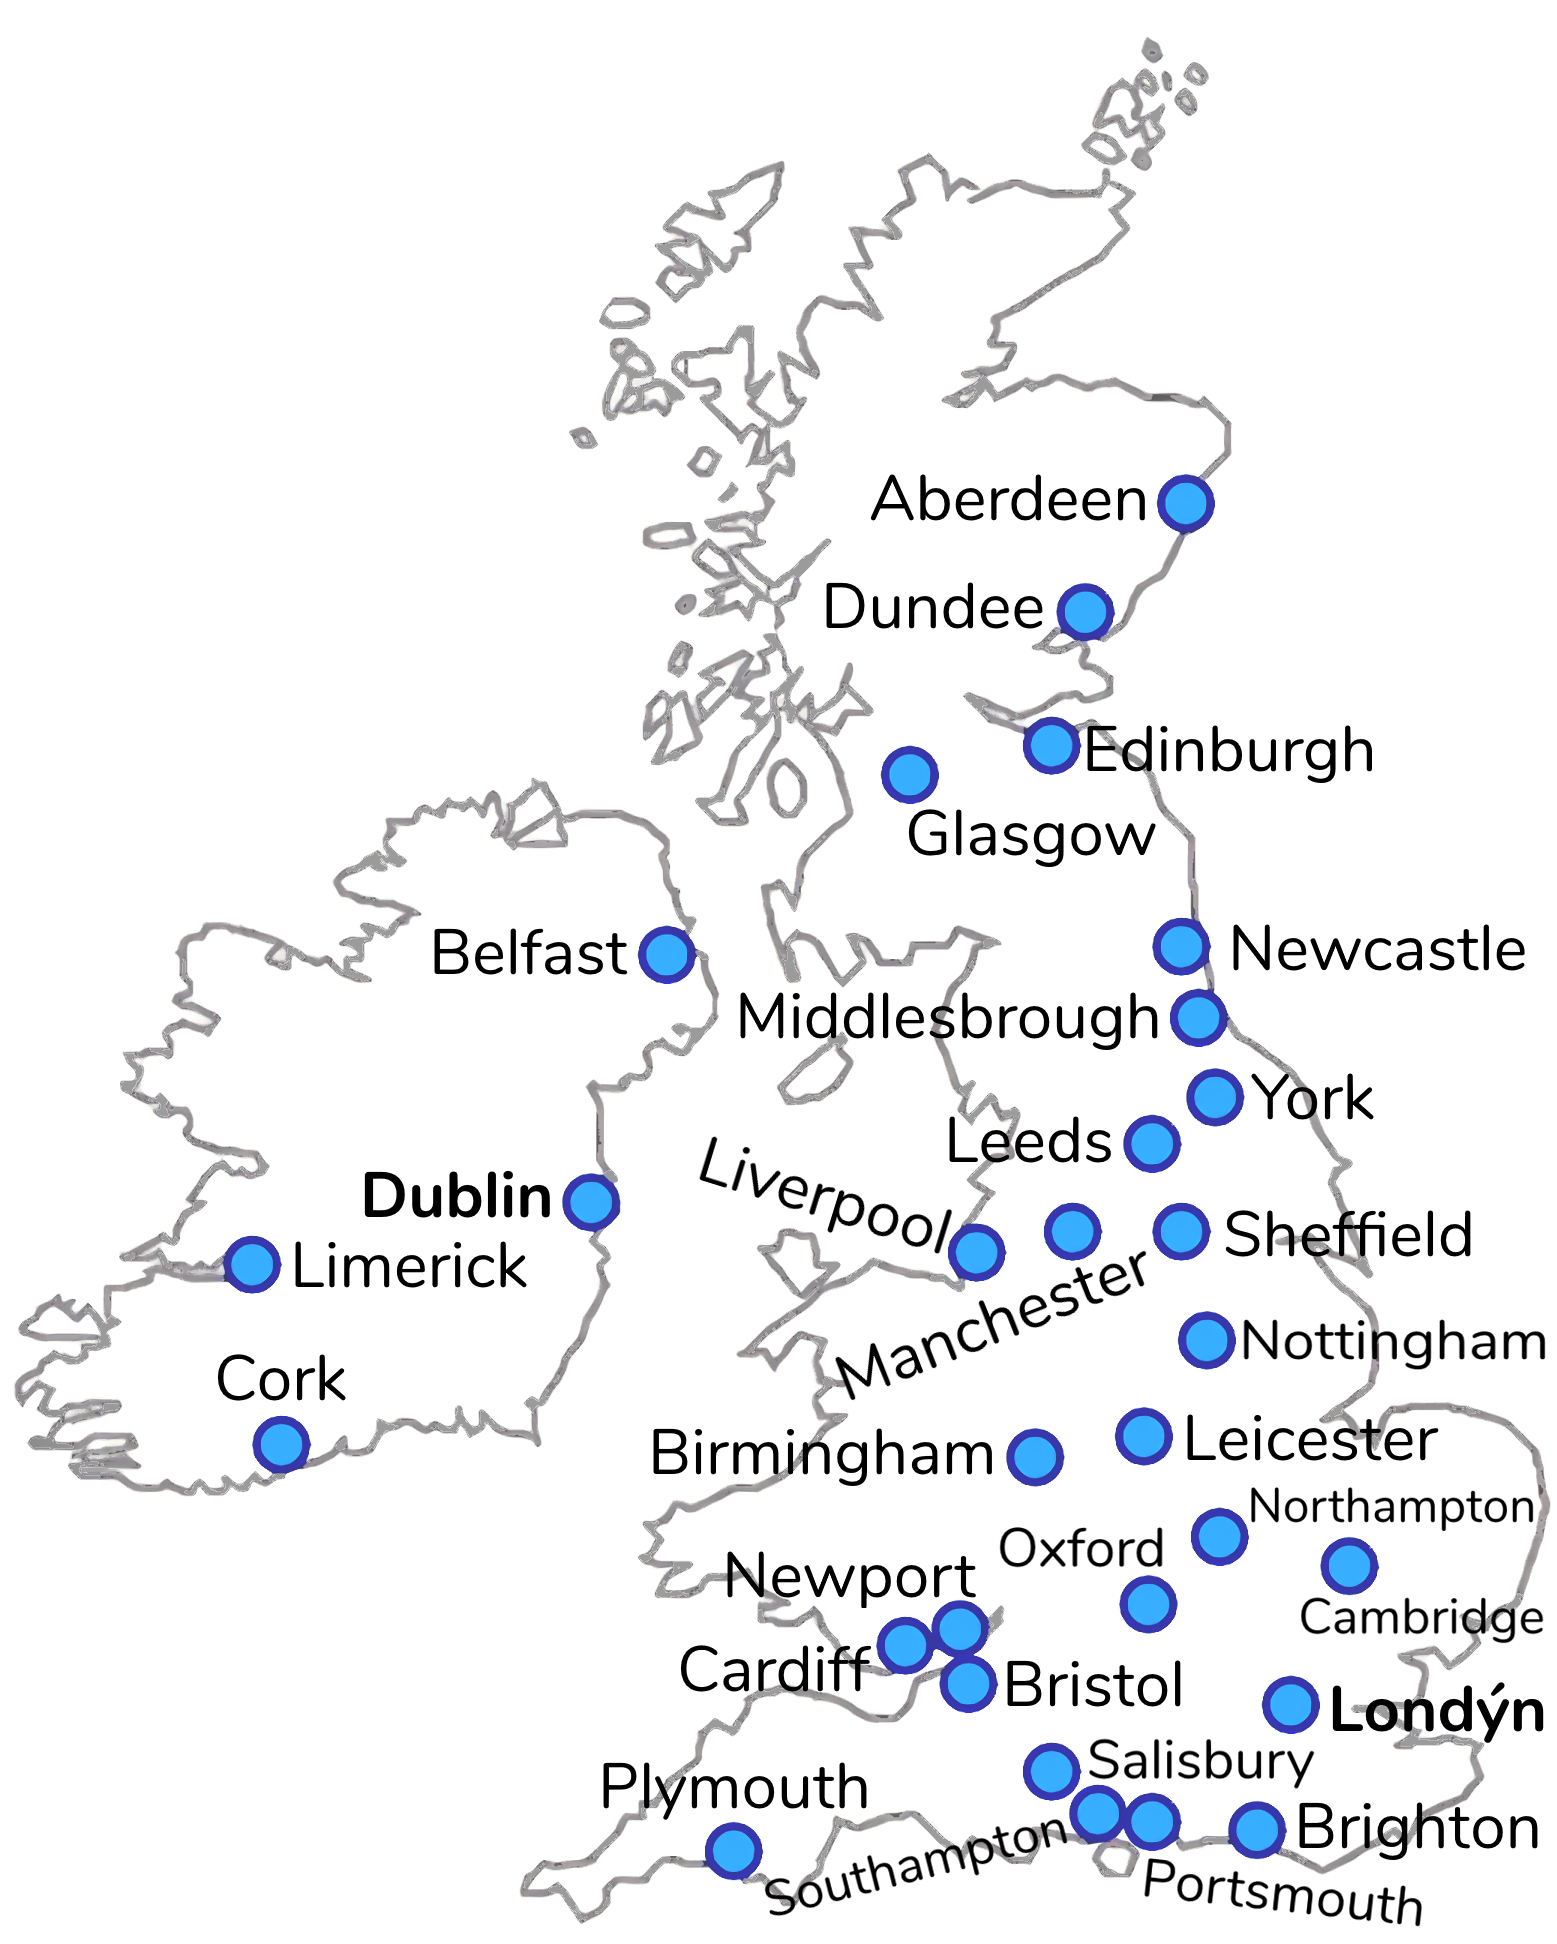 Aberdeen
Dundee
Edinburgh
Glasgow
Belfast
Newcastle
Middlesbrough
York
Leeds
Liverpool
Dublin
Sheffield
Limerick
Manchester
Nottingham
Cork
Birmingham
Leicester
Northampton
Oxford
Newport
Cambridge
Cardiff
Bristol
Londýn
Salisbury
Plymouth
Brighton
Southampton
Portsmouth